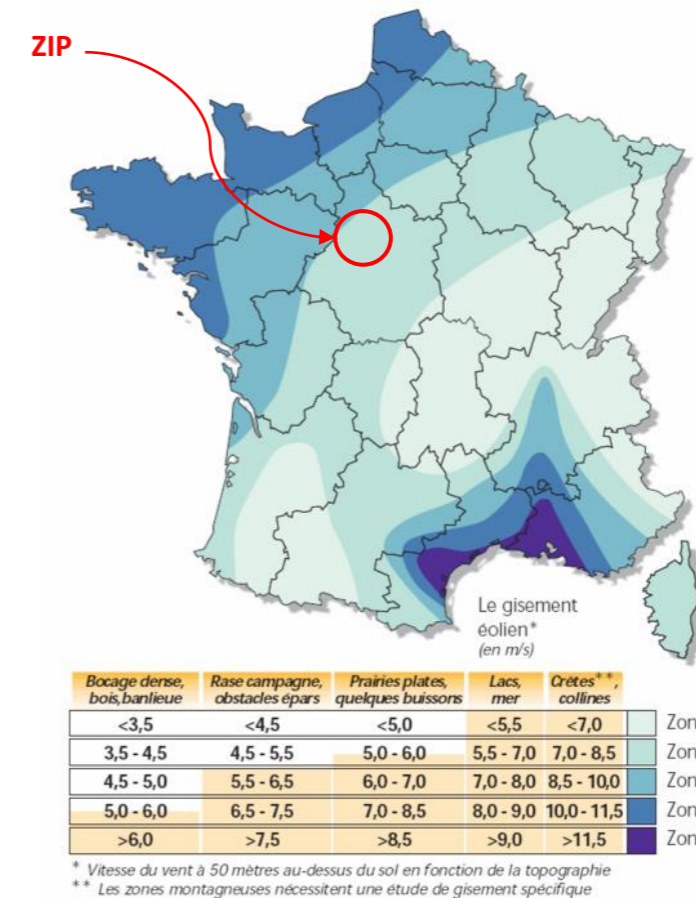 ZIP
Le gisement
éolien*
(en m/s)
Bocage dense, bois,banlieue Rase campagne, obstacles épars Prairies plates, quelques buissons Lacs, mer Crêtes**, collines
<3,5 <4,5 <5,0 <5,5 <7,0 Zon
3,5 - 4,5 4,5 - 5,5 5,0 - 6,0 5,5 - 7,0 7,0 - 8,5 Zon
4,5 - 5,0 5,5 - 6,5 6,0 - 7,0 7,0 - 8,0 8,5 - 10,0 Zon
5,0 - 6,0 6,5 - 7,5 7,0 - 8,5 8,0 - 9,0 10,0 - 11,5 Zon
>6,0 >7,5 >8,5 >9,0 >11,5 Zon
* Vitesse du vent à 50 mètres au-dessus du sol en fonction de la topographie
** Les zones montagneuses nécessitent une étude de gisement spécifique